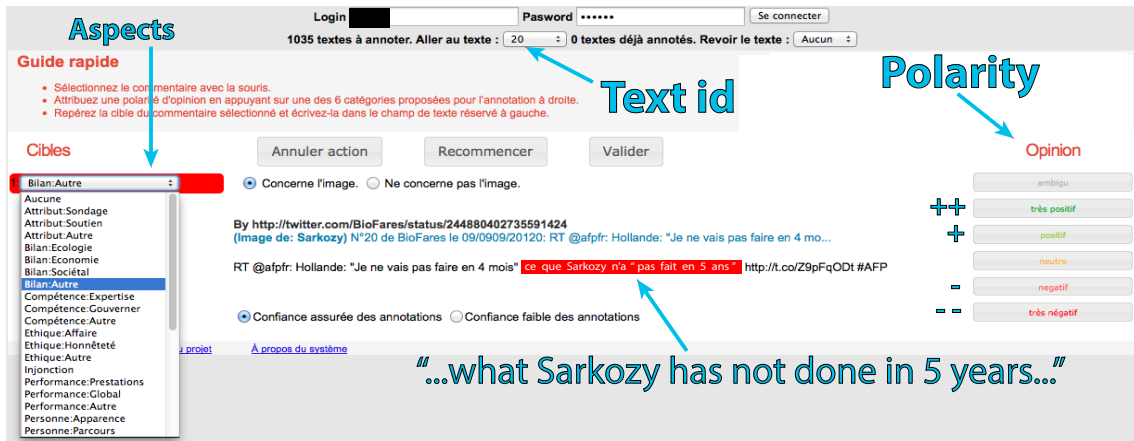 Login Pasword •••••• Se connecter
Aspects
1035 textes à annoter. Aller au texte : 20 0 textes déjà annotés. Revoir le texte : Aucun
Guide rapide
Polarity
• Sélectionnez le commentaire avec la souris.
• Attribuez une polarité d'opinion en appuyant sur une des 6 catégories proposées pour l'annotation à droite.
• Repérez la cible du commentaire sélectionné et écrivez-la dans le champ de texte réservé à gauche.
Text id
Cibles Annuler action Recommencer Valider Opinion
Bilan:Autre Concerne l'image. Ne concerne pas l'image. ambigu
Aucune
Attribut:Sondage
Attribut:Soutien
Attribut:Autre
Bilan:Ecologie
Bilan:Economie
Bilan:Sociétal
Bilan:Autre
Compétence:Expertise
Compétence:Gouverner
Compétence:Autre
Ethique:Affaire
Ethique:Honnêteté
Ethique:Autre
Injonction
Performance:Prestations
Performance:Global
Performance:Autre
Personne:Apparence
Personne:Parcours
By http://twitter.com/BioFares/status/244880402735591424
(Image de: Sarkozy) N°20 de BioFares le 09/0909/20120: RT @afpfr: Hollande: "Je ne vais pas faire en 4 mo...
RT @afpfr: Hollande: "Je ne vais pas faire en 4 mois" ce que Sarkozy n'a "pas fait en 5 ans" http://t.co/Z9pFqODt #AFP
++ très positif
+ positif
neutre
- negatif
- - très négatif
Confiance assurée des annotations Confiance faible des annotations
u projet À propos du système
"...what Sarkozy has not done in 5 years..."